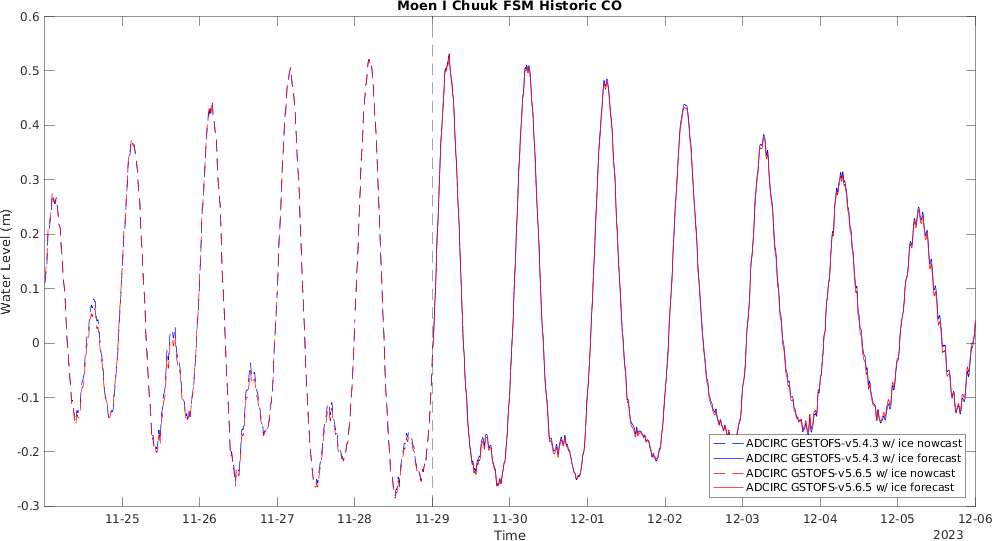 Moen I Chuuk FSM Historic CO
0.6
0.5
0.4
0.3
0.2
0.1
0
-0.1
-0.2
-0.3
Water Level (m)
11-25 11-26 11-27 11-28 11-29 11-30 12-01 12-02 12-03 12-04 12-05 12-06
Time
2023
ADCIRC GESTOFS-v5.4.3 w/ ice nowcast
ADCIRC GESTOFS-v5.4.3 w/ ice forecast
ADCIRC GSTOFS-v5.6.5 w/ ice nowcast
ADCIRC GSTOFS-v5.6.5 w/ ice forecast